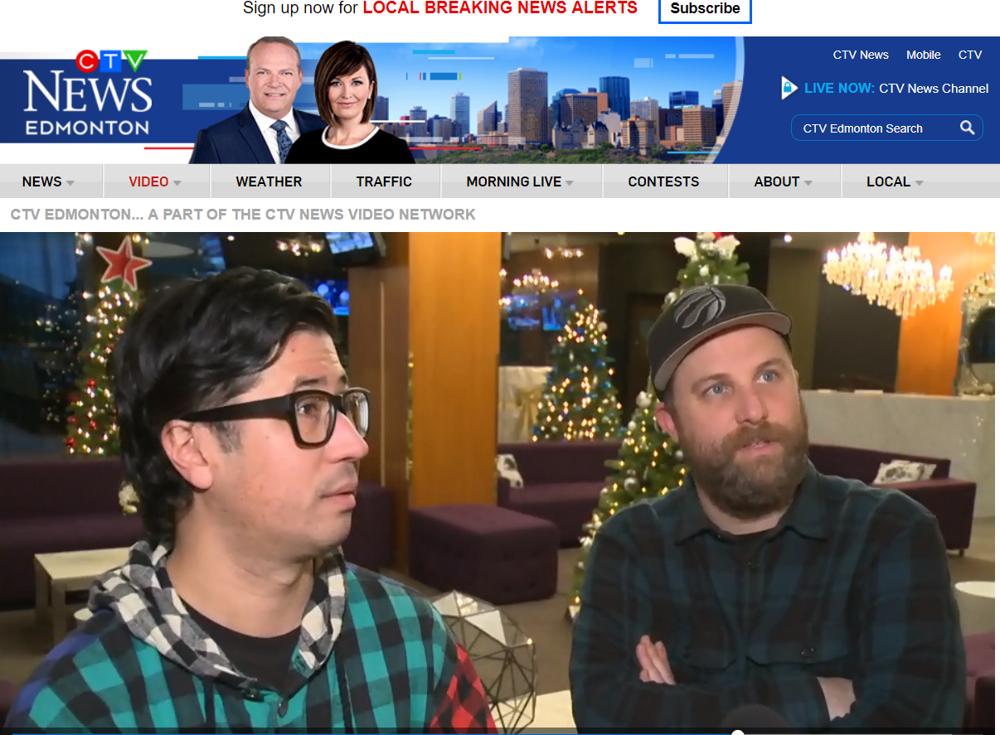 Sign up now for LOCAL BREAKING NEWS ALERTS Subscribe
CTV
NEWS
EDMONTON
CTV News Mobile CTV
LIVE NOW: CTV News Channel
CTV Edmonton Search
NEWS VIDEO WEATHER TRAFFIC MORNING LIVE CONTESTS ABOUT LOCAL
CTV EDMONTON... A PART OF THE CTV NEWS VIDEO NETWORK